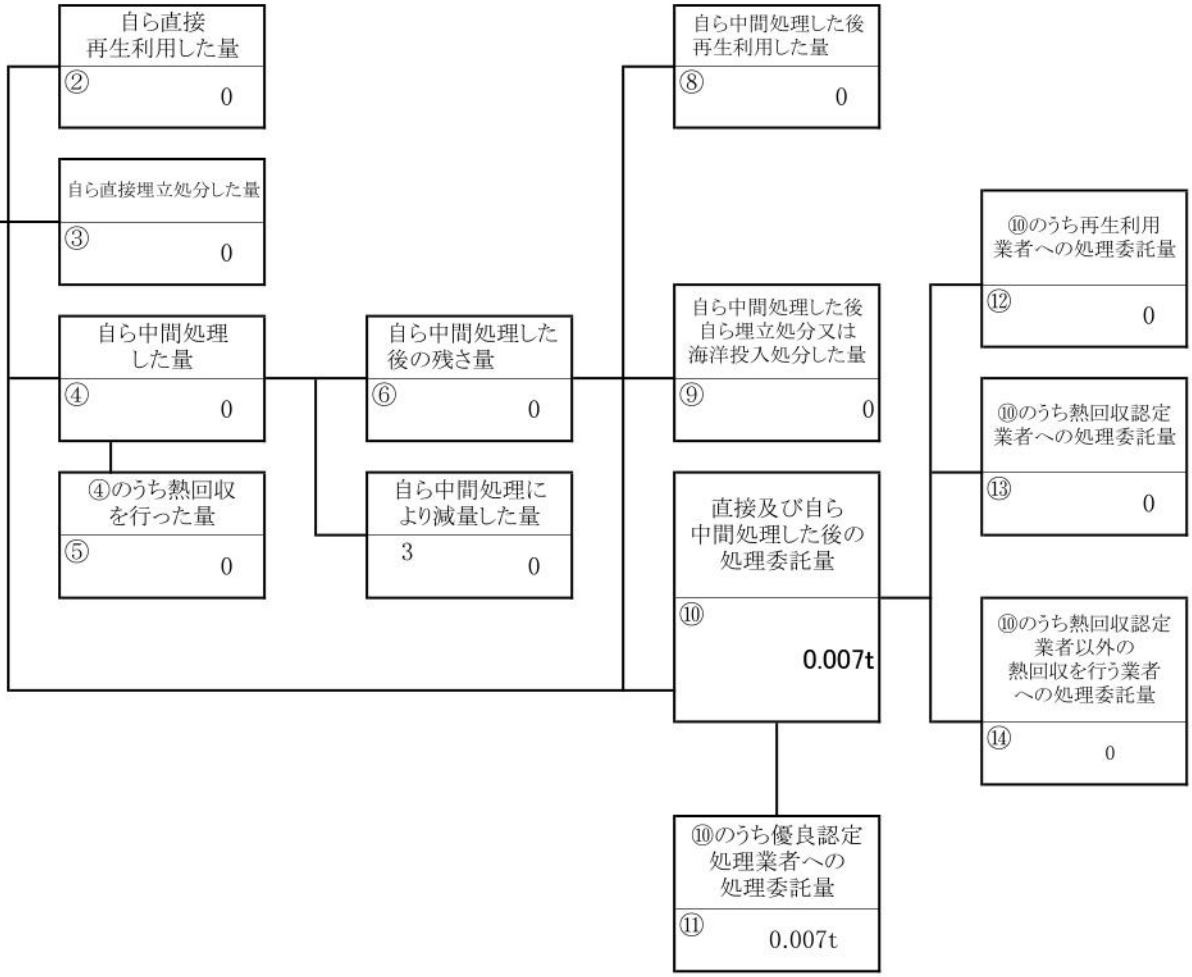 自ら直接
再生利用した量
②
0
自ら直接埋立処分した量
③
0
自ら中間処理
した量
④
0
④のうち熱回収
を行った量
⑤
0
自ら中間処理した
後の残さ量
⑥
0
自ら中間処理に
より減量した量
3 0
自ら中間処理した後
再生利用した量
⑧
0
自ら中間処理した後
自ら埋立処分又は
海洋投入処分した量
⑨
0
直接及び自ら
中間処理した後の
処理委託量
⑩
0.007t
⑩のうち優良認定
処理業者への
処理委託量
⑪
0.007t
⑩のうち再生利用
業者への処理委託量
⑫
0
⑩のうち熱回収認定
業者への処理委託量
⑬
0
⑩のうち熱回収認定
業者以外の
熱回収を行う業者
への処理委託量
⑭
0